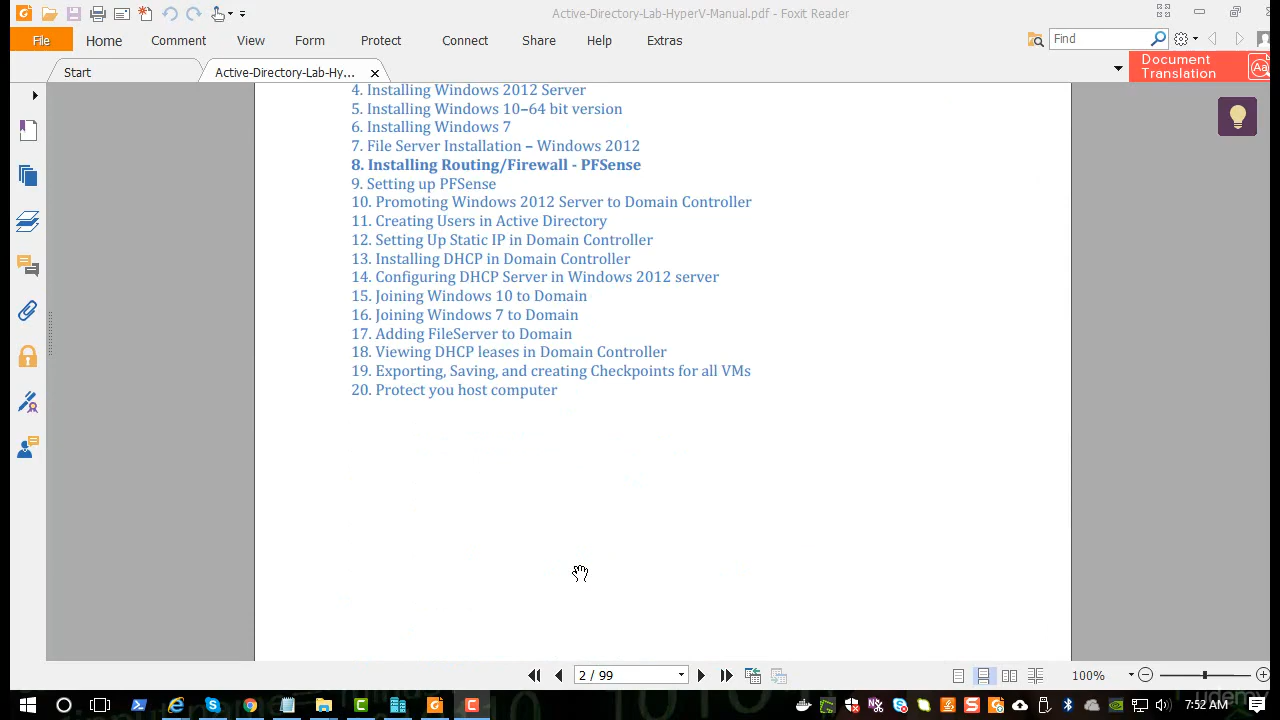 Active-Directory-Lab-HyperV-Manual.pdf - Foxit Reader
File Home Comment View Form Protect Connect Share Help Extras Find
Start Active-Directory-Lab-Hy... Document
Translation Aa
4. Installing Windows 2012 Server
5. Installing Windows 10–64 bit version
6. Installing Windows 7
7. File Server Installation – Windows 2012
8. Installing Routing/Firewall - PFSense
9. Setting up PFSense
10. Promoting Windows 2012 Server to Domain Controller
11. Creating Users in Active Directory
12. Setting Up Static IP in Domain Controller
13. Installing DHCP in Domain Controller
14. Configuring DHCP Server in Windows 2012 server
15. Joining Windows 10 to Domain
16. Joining Windows 7 to Domain
17. Adding FileServer to Domain
18. Viewing DHCP leases in Domain Controller
19. Exporting, Saving, and creating Checkpoints for all VMs
20. Protect you host computer
2 / 99 100%
udemy
7:52 AM